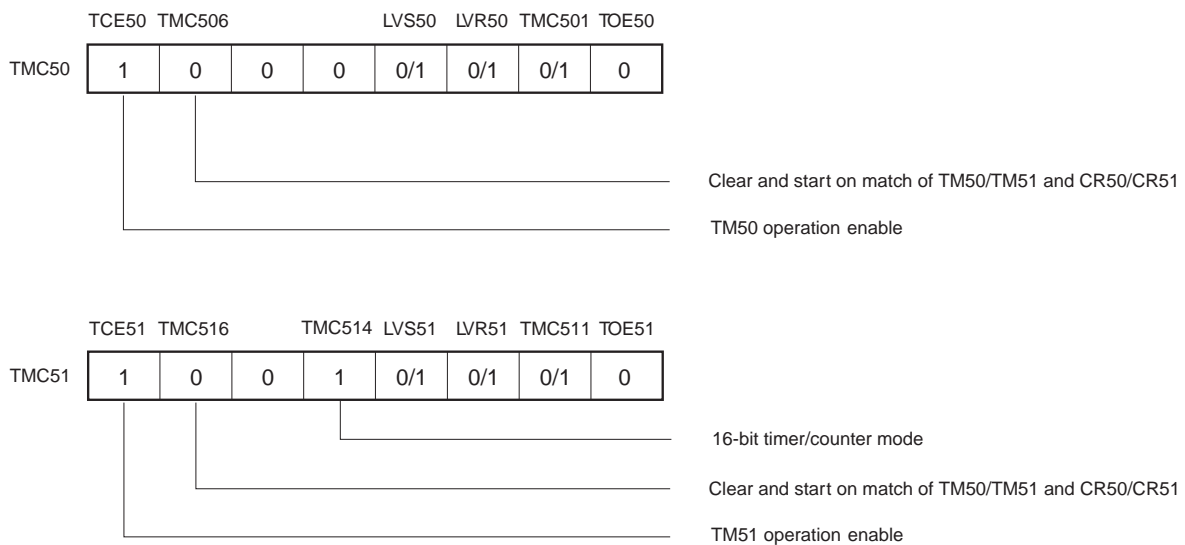 TCE50 TMC506 LVS50 LVR50 TMC501 TOE50
TMC50 1 0 0 0 0/1 0/1 0/1 0
Clear and start on match of TM50/TM51 and CR50/CR51
TM50 operation enable
TCE51 TMC516 TMC514 LVS51 LVR51 TMC511 TOE51
TMC51 1 0 0 1 0/1 0/1 0/1 0
16-bit timer/counter mode
Clear and start on match of TM50/TM51 and CR50/CR51
TM51 operation enable